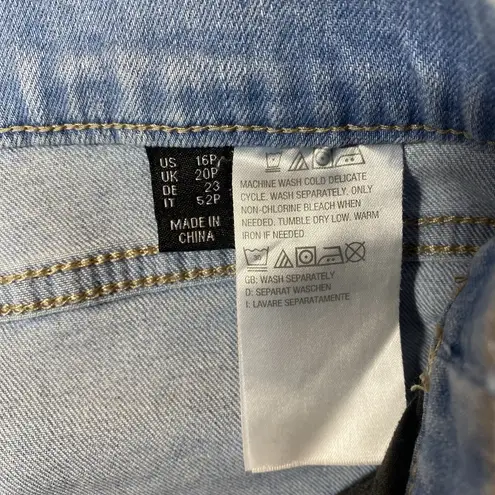 US 16P
UK 20P
DE 23
IT 52P
MADE IN
CHINA
MACHINE WASH COLD DELICATE
CYCLE. WASH SEPARATELY. ONLY
NON-CHLORINE BLEACH WHEN
NEEDED. TUMBLE DRY LOW. WARM
IRON IF NEEDED
30
GB: WASH SEPARATELY
D: SEPARAT WASCHEN
I: LAVARE SEPARATAMENTE